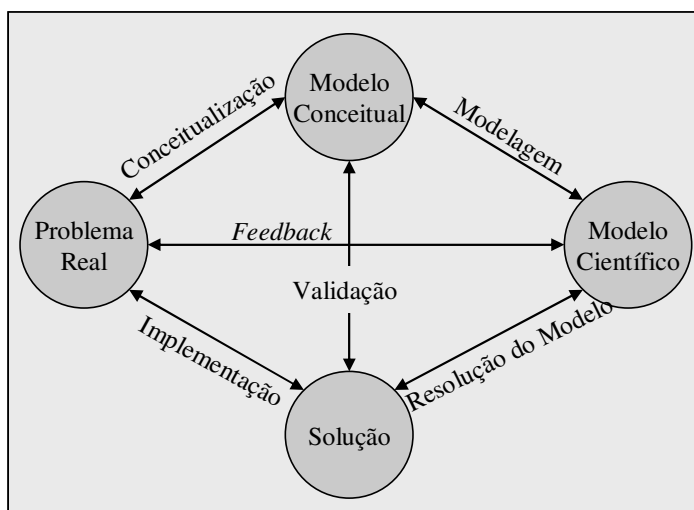 Modelo
Conceitual
Conceitualização
Modelagem
Problema
Real
Feedback
Modelo
Científico
Validação
Implementação
Resolução do Modelo
Solução